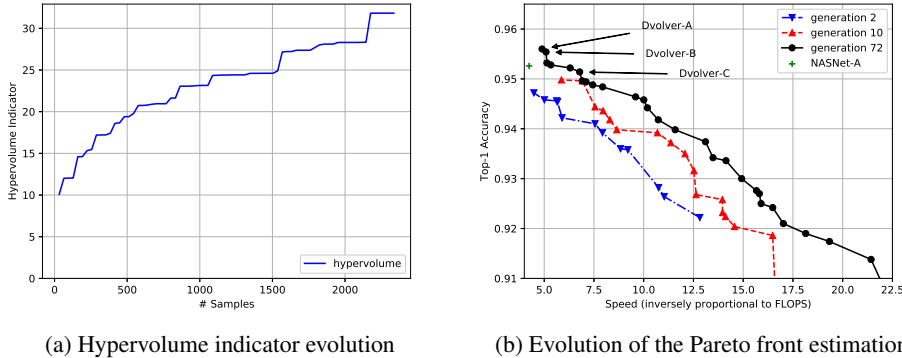 35
30
25
20
15
10
5
0
Hypervolume Indicator
0 500 1000 1500 2000
# Samples
hypervolume
(a) Hypervolume indicator evolution
0.96
0.95
0.94
0.93
0.92
0.91
Top-1 Accuracy
Dvolver-A
Dvolver-B
Dvolver-C
generation 2
generation 10
generation 72
NASNet-A
5.0 7.5 10.0 12.5 15.0 17.5 20.0 22.5
Speed (inversely proportional to FLOPS)
(b) Evolution of the Pareto front estimation